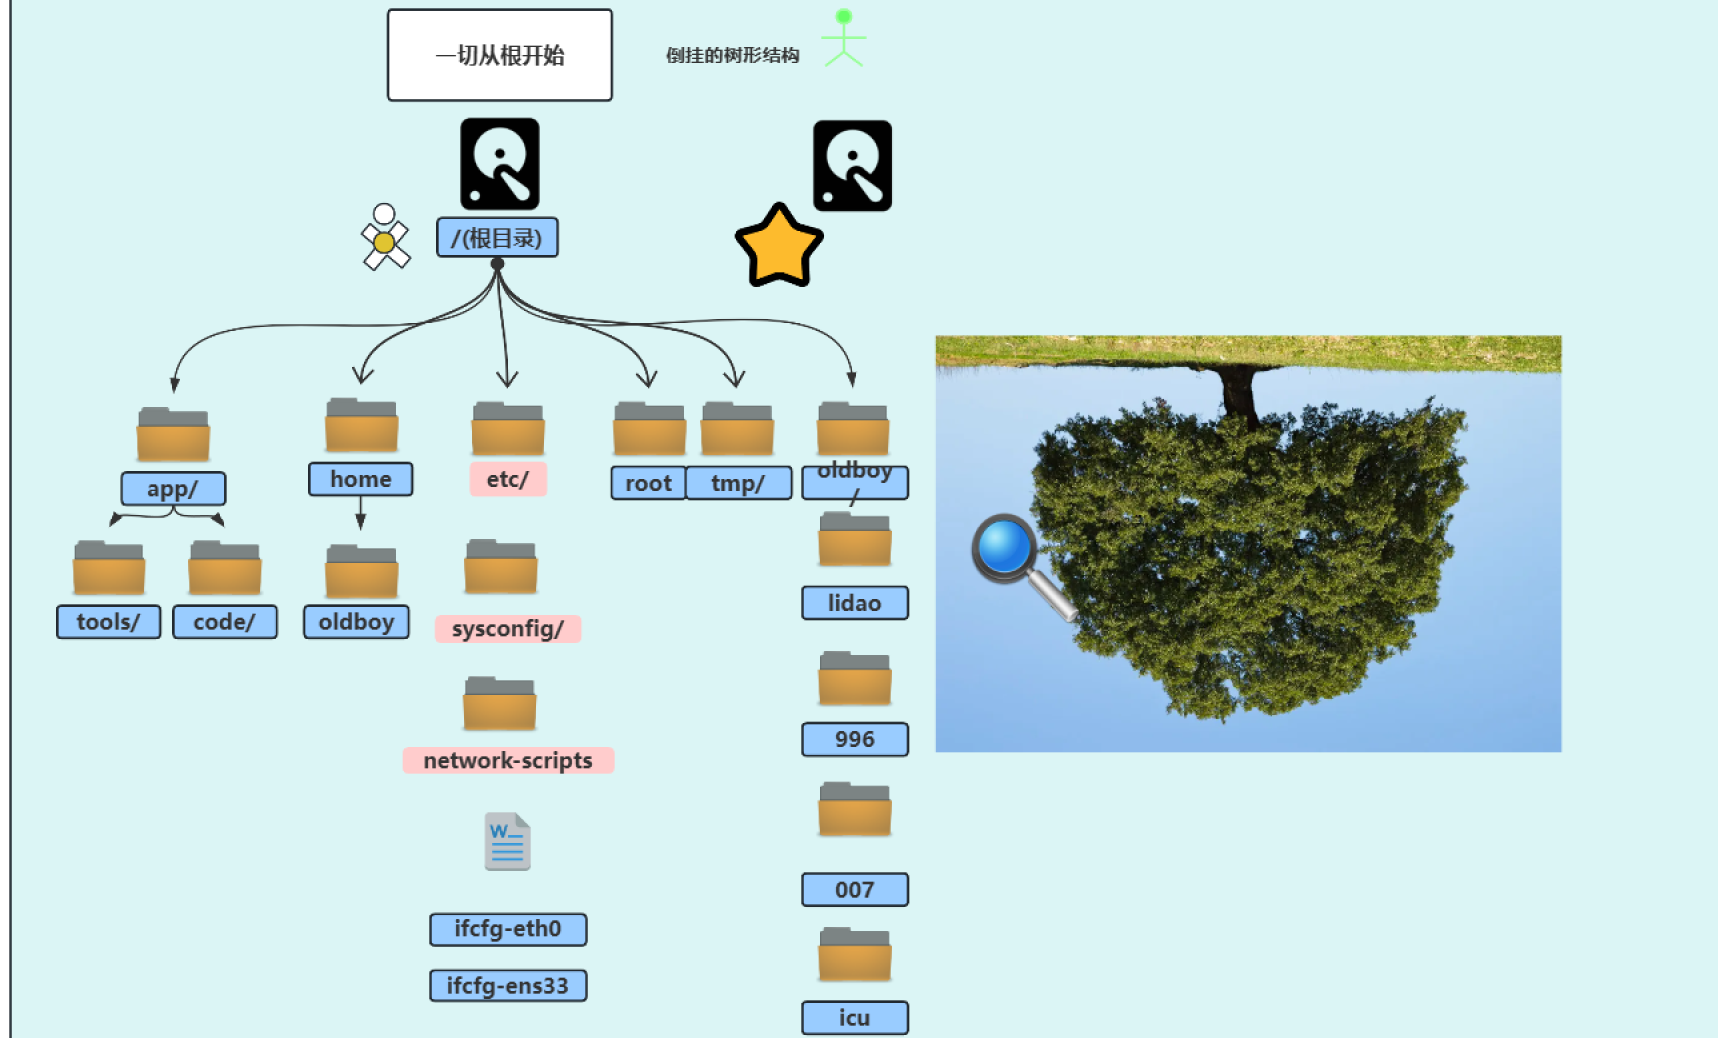 一切从根开始
倒挂的树形结构
/(根目录)
app/
home
etc/
root
tmp/
oldboy
/
tools/
code/
oldboy
sysconfig/
lidao
network-scripts
996
W
007
ifcfg-eth0
ifcfg-ens33
icu